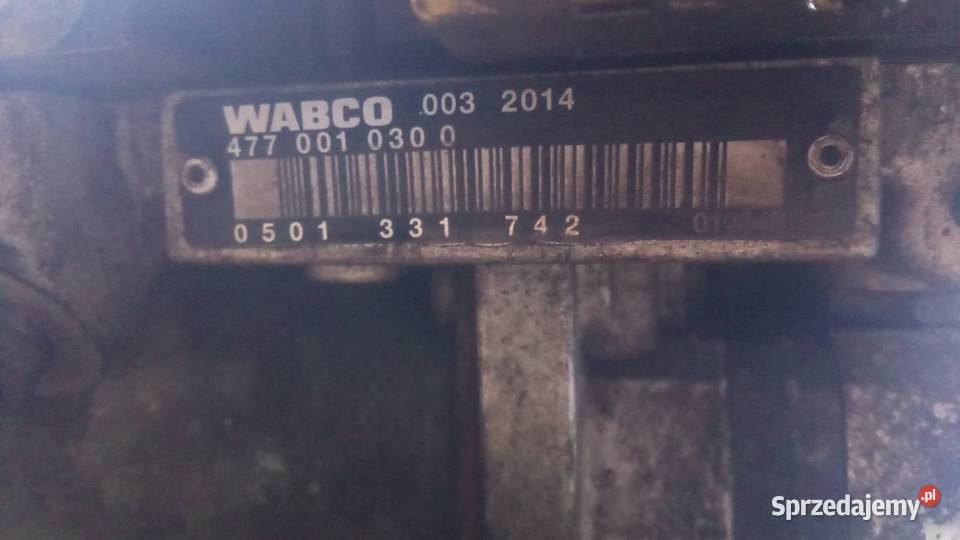 WABCO .003 2014
477 001 030 0
0501 331 742
Sprzedajemy.pl